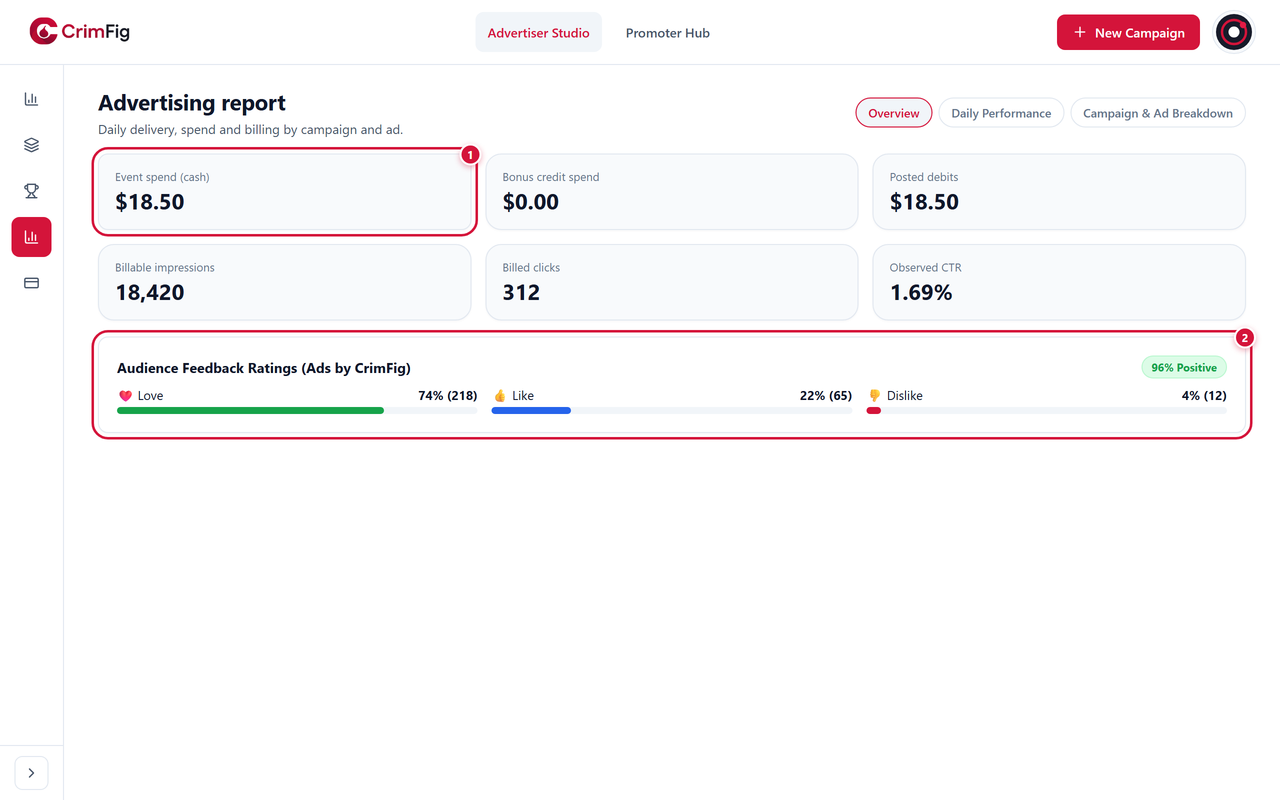 CrimFig
Advertiser Studio
Promoter Hub
+ New Campaign
Advertising report
Daily delivery, spend and billing by campaign and ad.
Overview
Daily Performance
Campaign & Ad Breakdown
1
Event spend (cash)
$18.50
Bonus credit spend
$0.00
Posted debits
$18.50
Billable impressions
18,420
Billed clicks
312
Observed CTR
1.69%
2
Audience Feedback Ratings (Ads by CrimFig)
96% Positive
❤️ Love 74% (218)
👍 Like 22% (65)
👎 Dislike 4% (12)